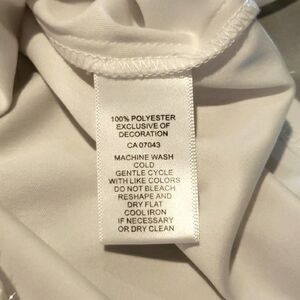 100% POLYESTER
EXCLUSIVE OF
DECORATION
CA 07043
MACHINE WASH
COLD
GENTLE CYCLE
WITH LIKE COLORS
DO NOT BLEACH
RESHAPE AND
DRY FLAT
COOL IRON
IF NECESSARY
OR DRY CLEAN